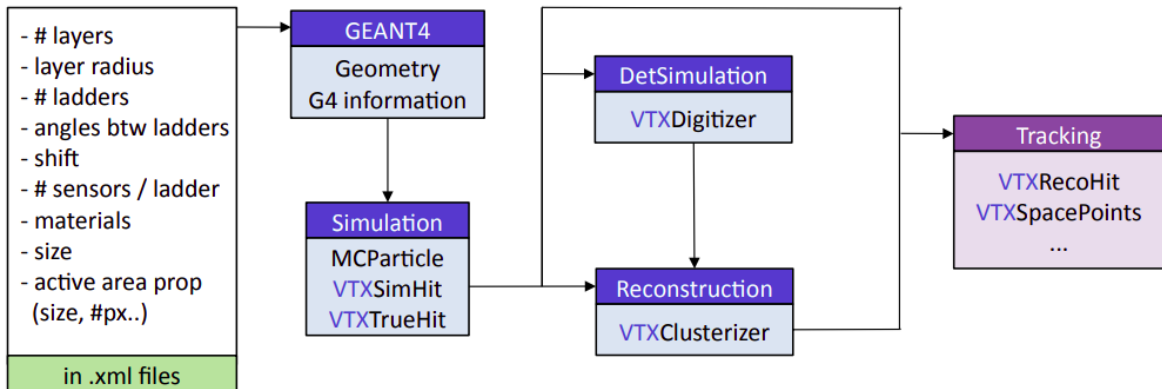 - # layers
- layer radius
- # ladders
- angles btw ladders
- shift
- # sensors / ladder
- materials
- size
- active area prop
(size, #px..)
in .xml files
GEANT4
Geometry
G4 information
Simulation
MCParticle
VTXSimHit
VTXTrueHit
DetSimulation
VTXDigitizer
Reconstruction
VTXClusterizer
Tracking
VTXRecoHit
VTXSpacePoints
...